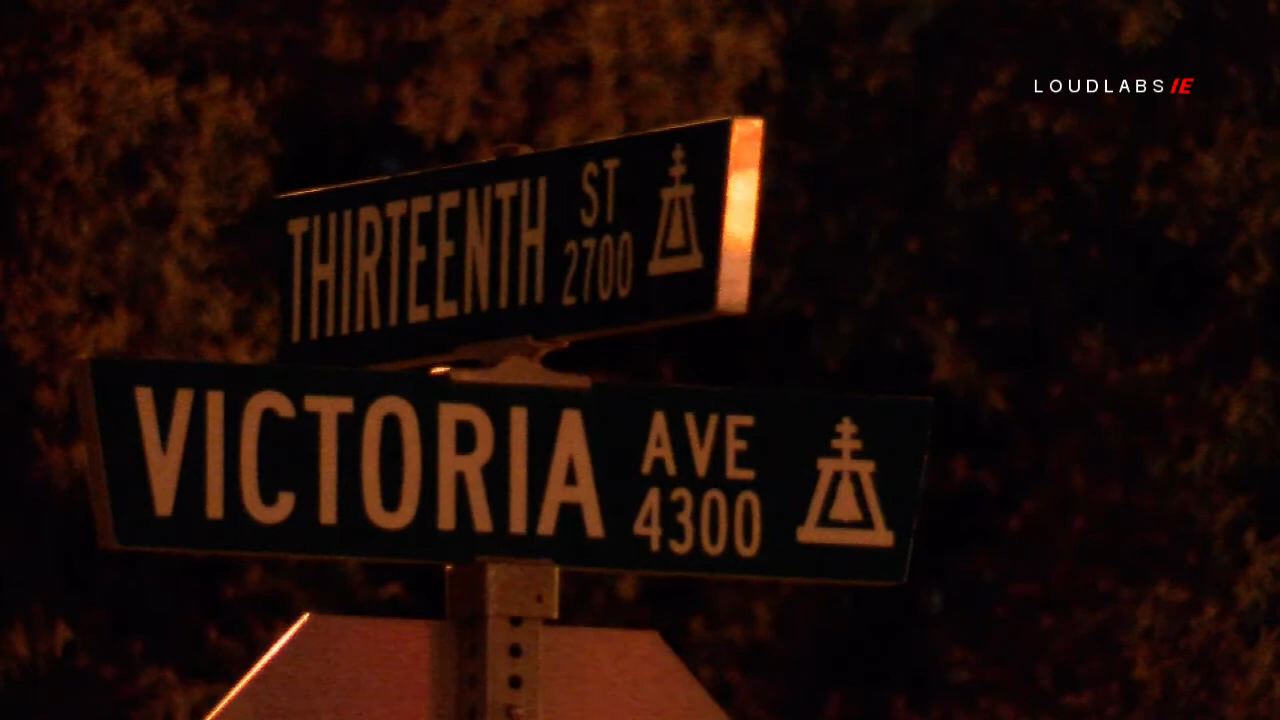 LOUDLABS IE
THIRTEENTH ST
2700
VICTORIA AVE
4300